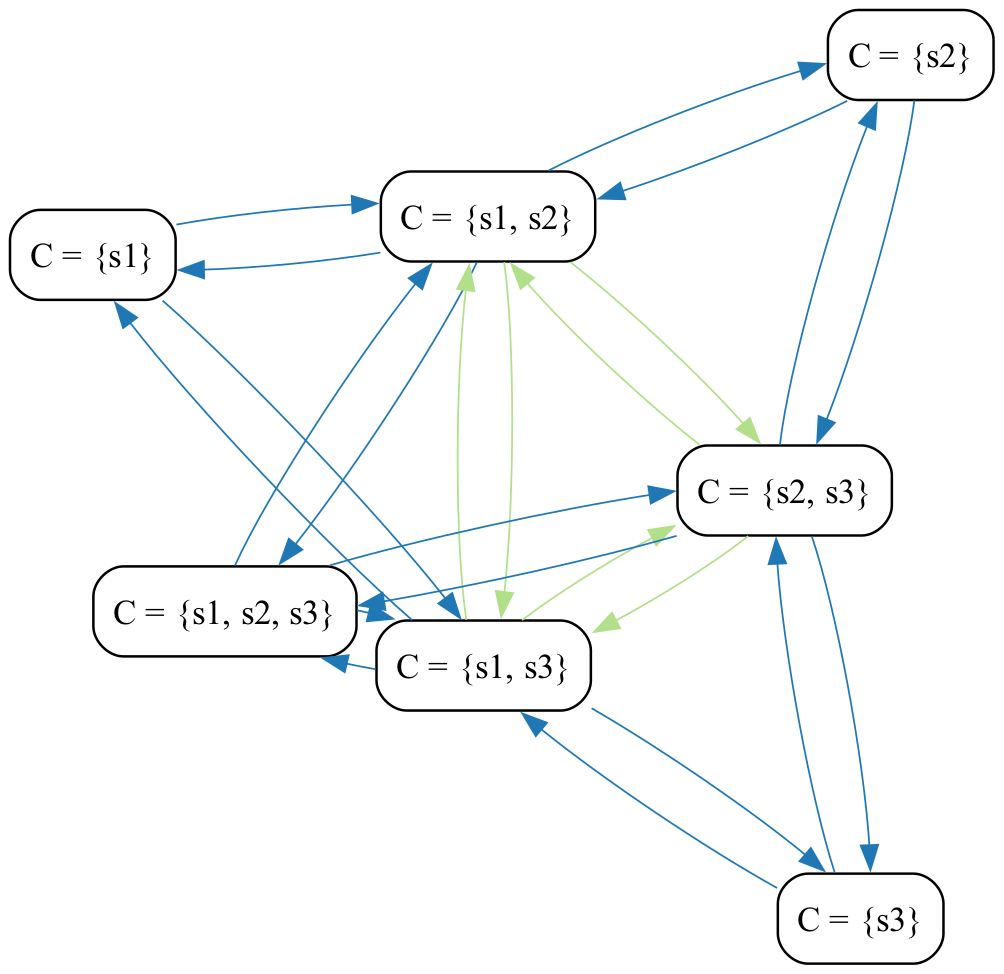 C = {s2}
C = {s1, s2}
C = {s1}
C = {s2, s3}
C = {s1, s2, s3}
C = {s1, s3}
C = {s3}